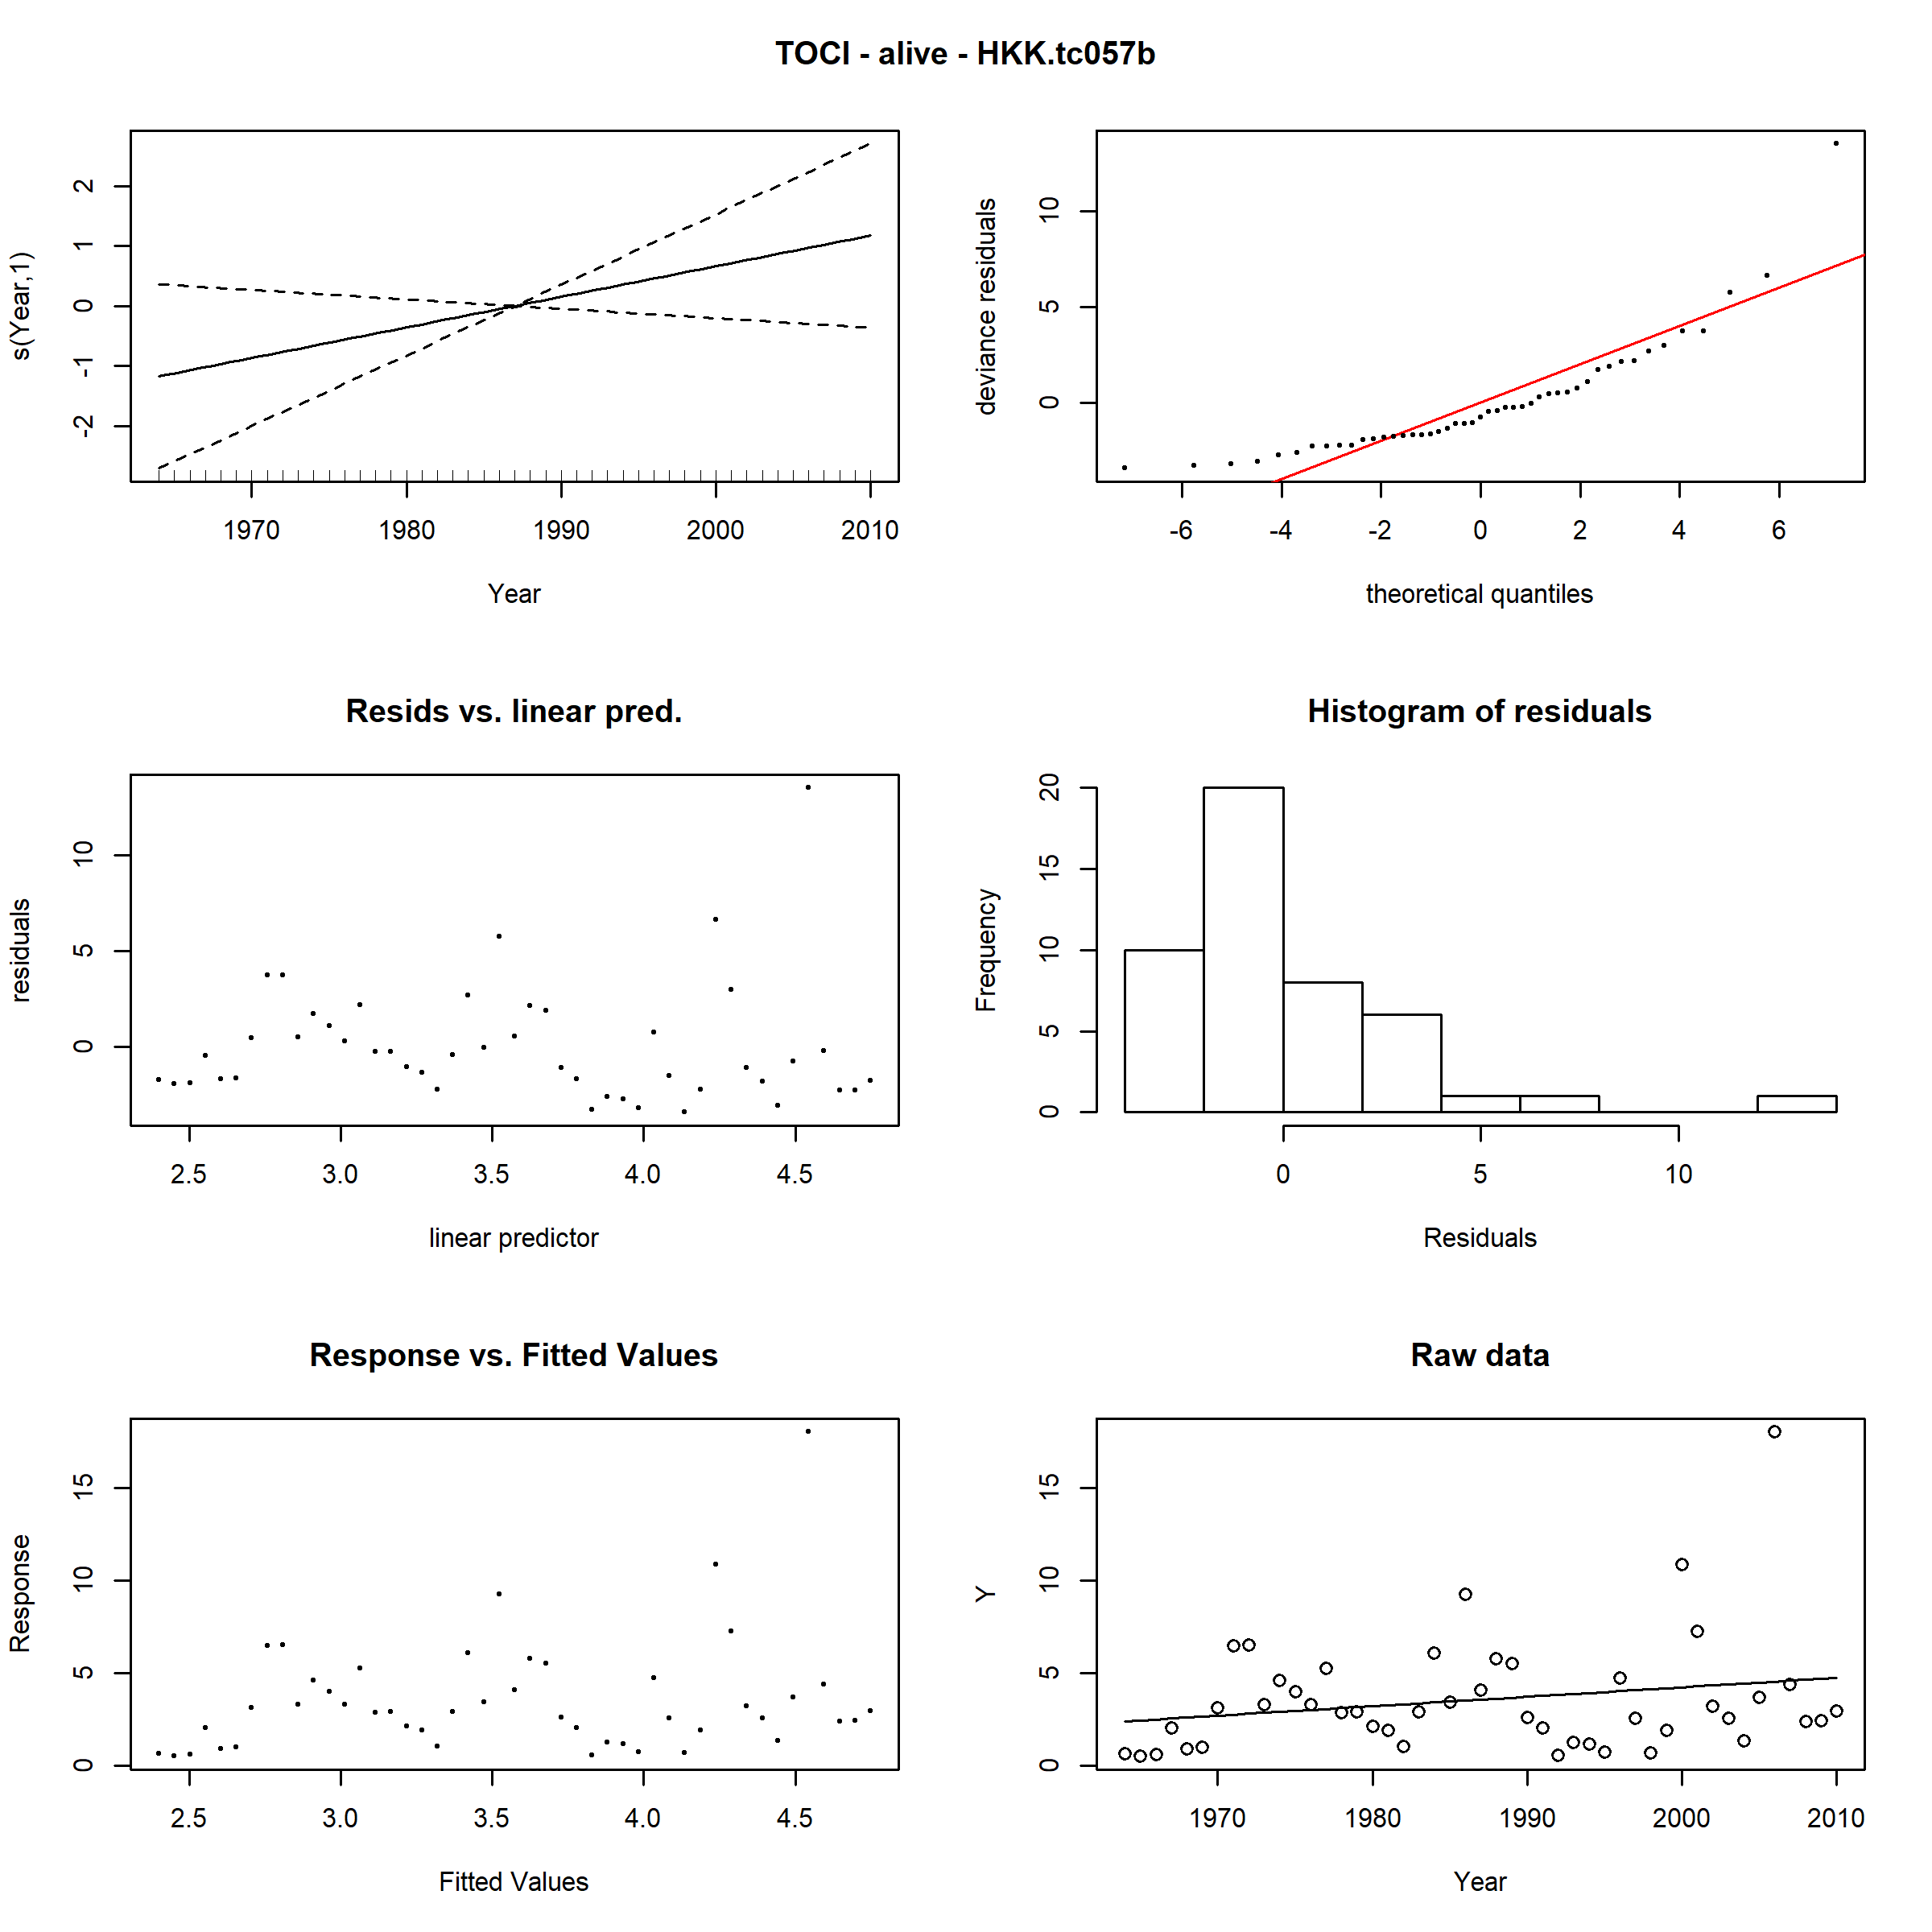 TOCI - alive - HKK.tc057b
s(Year,1)
2
1
0
-1
-2
1970 1980 1990 2000 2010
Year
deviance residuals
10
5
0
-6 -4 -2 0 2 4 6
theoretical quantiles
Resids vs. linear pred.
residuals
10
5
0
2.5 3.0 3.5 4.0 4.5
linear predictor
Histogram of residuals
Frequency
20
15
10
5
0
0 5 10
Residuals
Response vs. Fitted Values
Response
15
10
5
0
2.5 3.0 3.5 4.0 4.5
Fitted Values
Raw data
Y
15
10
5
0
1970 1980 1990 2000 2010
Year